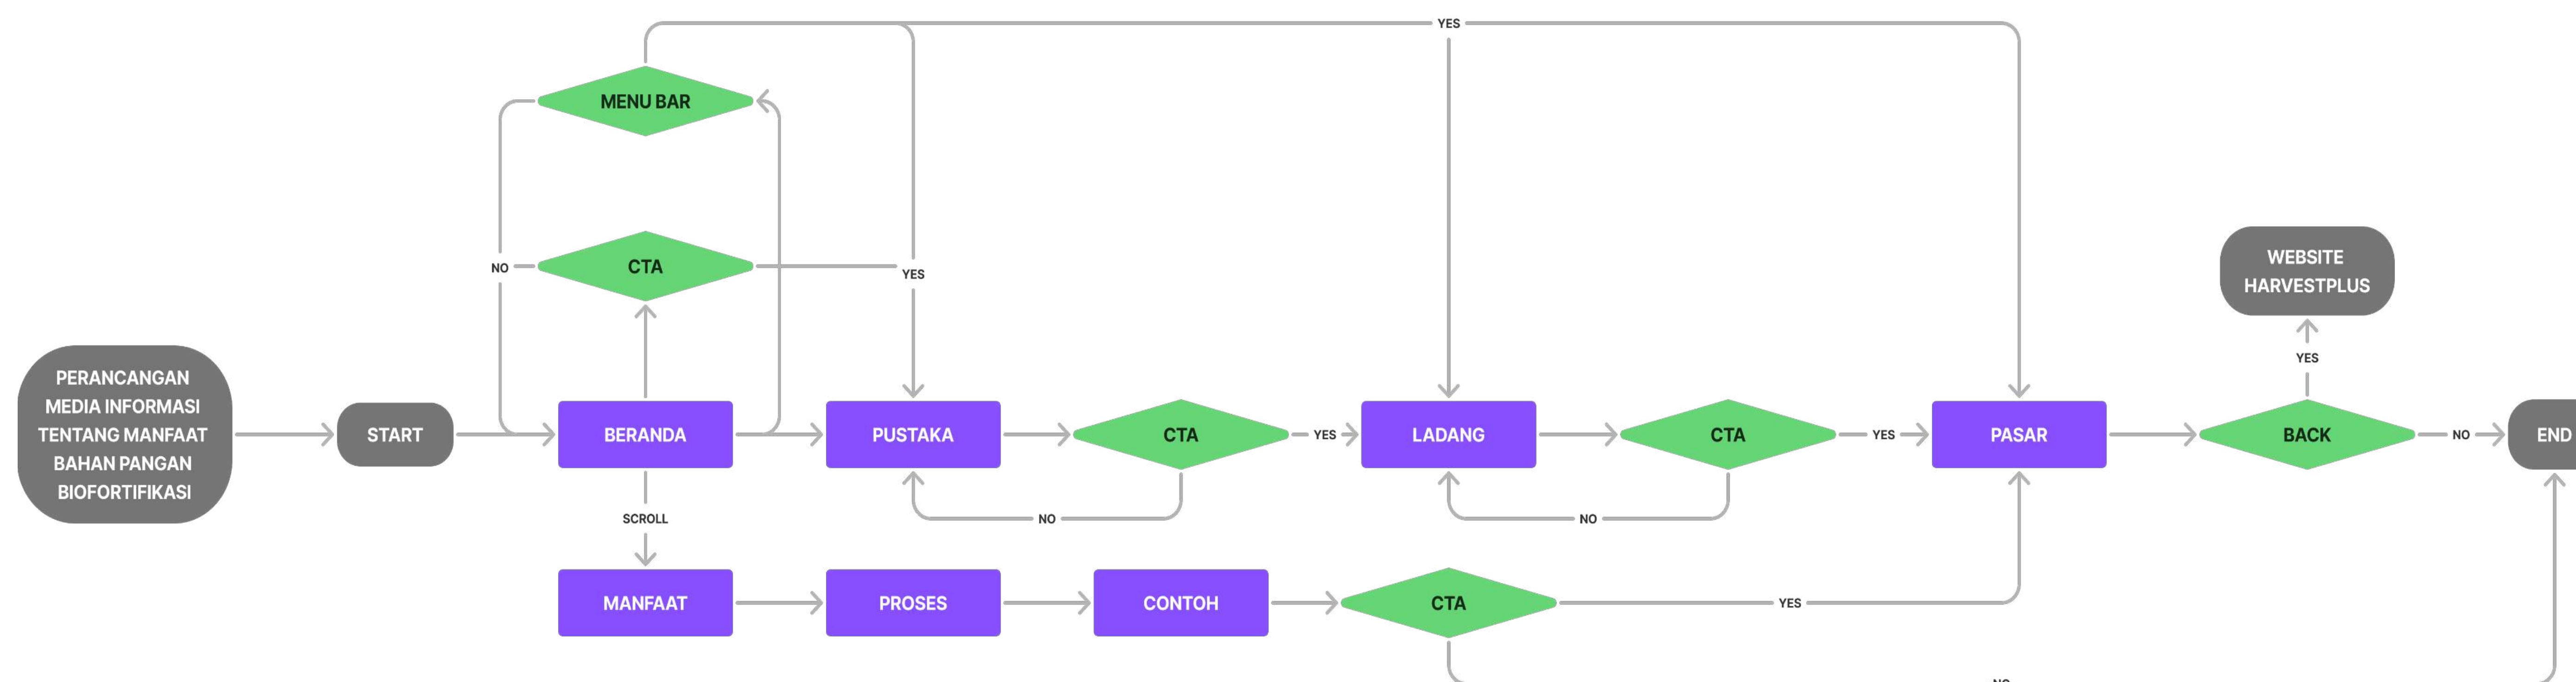 YES
MENU BAR
NO
CTA
YES
WEBSITE
HARVESTPLUS
YES
PERANCANGAN
MEDIA INFORMASI
TENTANG MANFAAT
BAHAN PANGAN
BIOFORTIFIKASI
START
BERANDA
PUSTAKA
CTA
YES
LADANG
CTA
YES
PASAR
BACK
NO
END
SCROLL
NO
NO
MANFAAT
PROSES
CONTOH
CTA
YES
NO